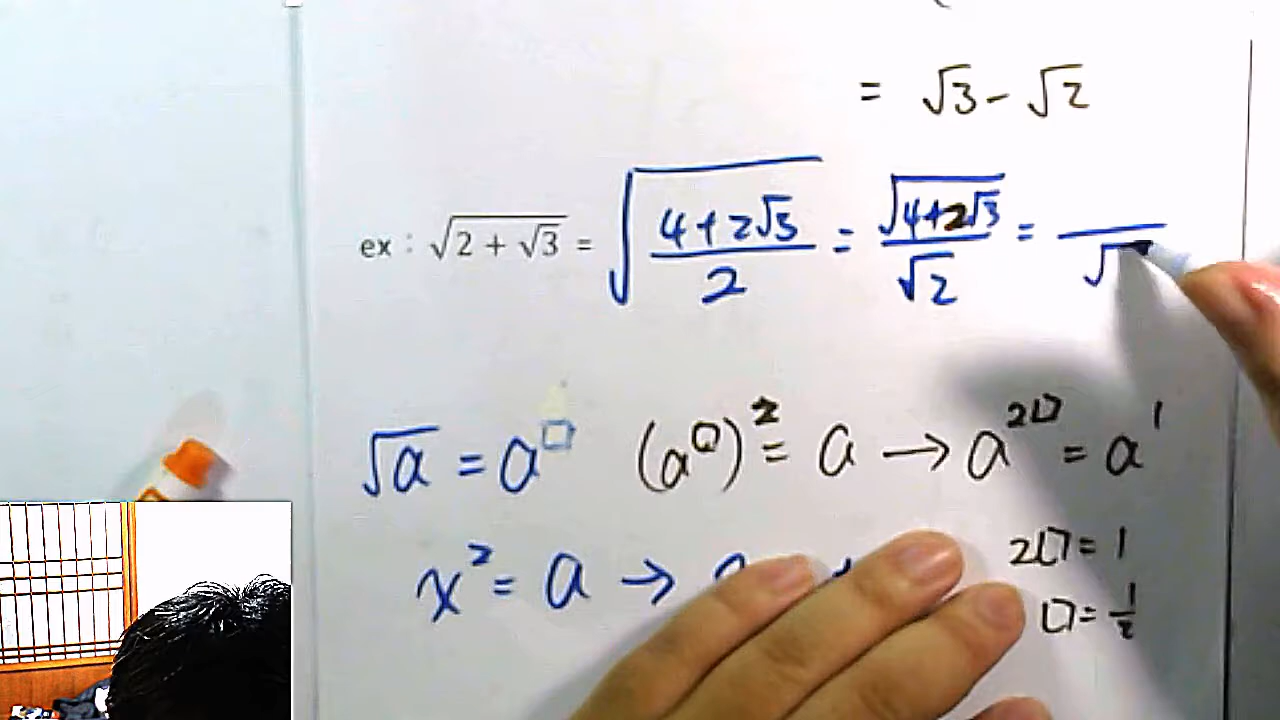 = √3 - √2
ex : √(2 + √3) = √((4+2√3)/2) = √(4+2√3)/√2 = /√
√a = a^□ (a^□)^2 = a → a^(2□) = a^1
x^2 = a → 2□ = 1
□ = 1/2